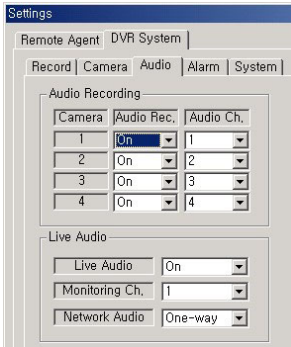 Settings
Remote Agent DVR System
Record Camera Audio Alarm System
Audio Recording
Camera Audio Rec. Audio Ch.
1 On 1
2 On 2
3 On 3
4 On 4
Live Audio
Live Audio On
Monitoring Ch. 1
Network Audio One-way